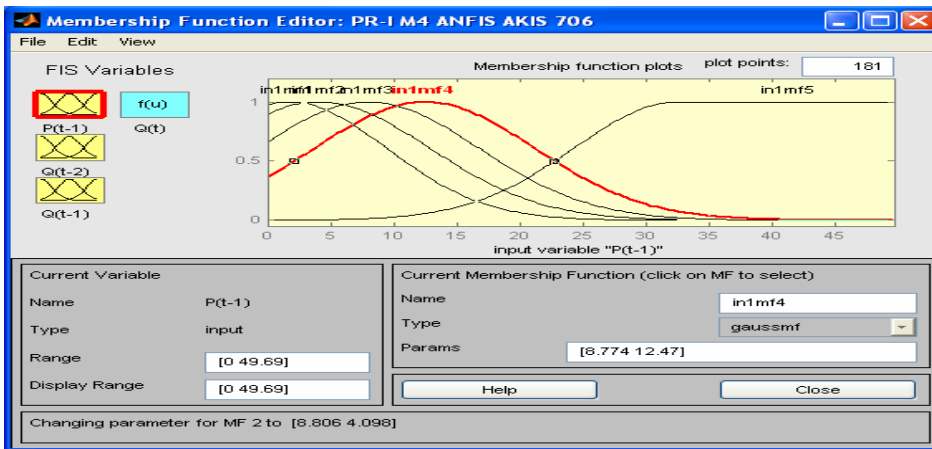 Membership Function Editor: PR-I M4 ANFIS AKIS 706
File Edit View
FIS Variables
P(t-1)
f(u)
Q(t)
Q(t-2)
Q(t-1)
Membership function plots
plot points: 181
in1mf3
in1mf4
in1mf5
1
0.5
0
0 5 10 15 20 25 30 35 40 45
input variable "P(t-1)"
Current Variable
Name P(t-1)
Type input
Range [0 49.69]
Display Range [0 49.69]
Current Membership Function (click on MF to select)
Name in1mf4
Type gaussmf
Params [8.774 12.47]
Help Close
Changing parameter for MF 2 to [8.806 4.098]